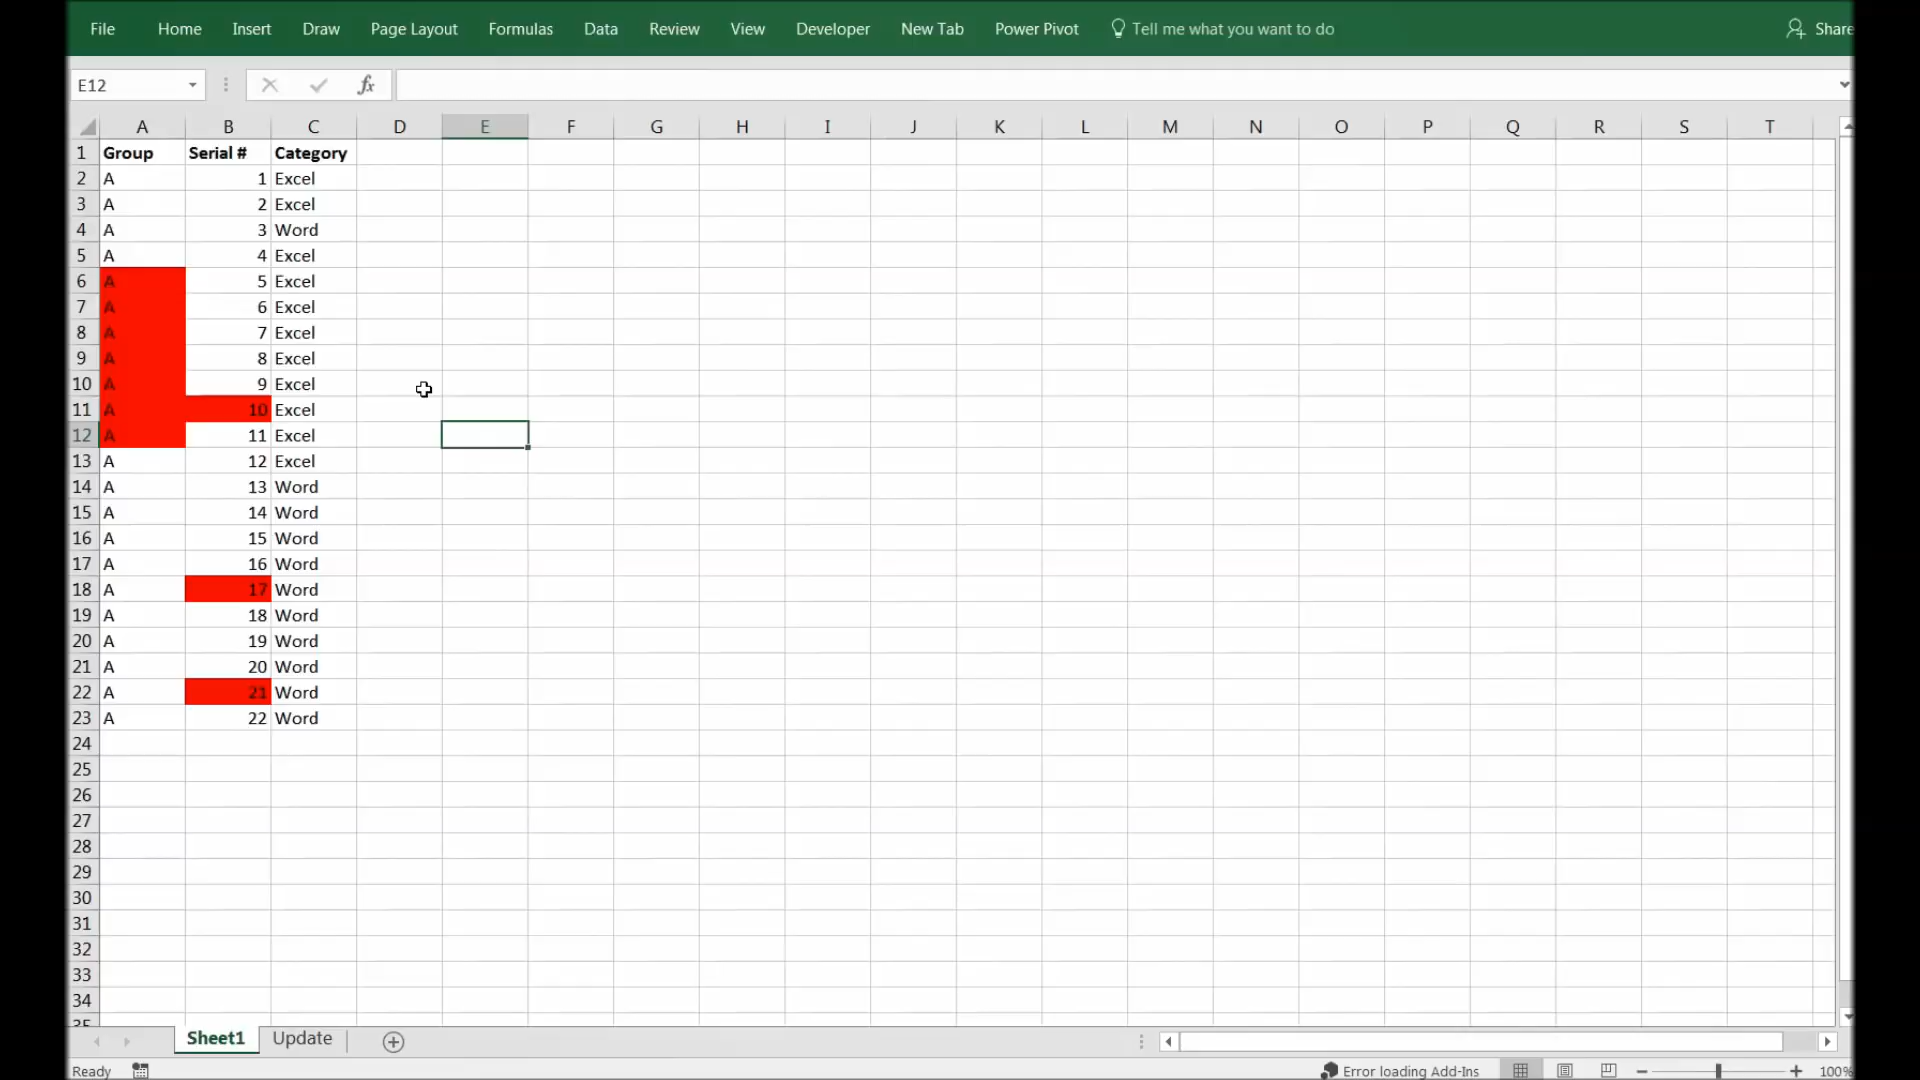 File Home Insert Draw Page Layout Formulas Data Review View Developer New Tab Power Pivot Tell me what you want to do Share
E12 fx
A B C D E F G H I J K L M N O P Q R S T
1 Group Serial # Category
2 A 1 Excel
3 A 2 Excel
4 A 3 Word
5 A 4 Excel
6 A 5 Excel
7 A 6 Excel
8 A 7 Excel
9 A 8 Excel
10 A 9 Excel
11 A 10 Excel
12 A 11 Excel
13 A 12 Excel
14 A 13 Word
15 A 14 Word
16 A 15 Word
17 A 16 Word
18 A 17 Word
19 A 18 Word
20 A 19 Word
21 A 20 Word
22 A 21 Word
23 A 22 Word
24
25
26
27
28
29
30
31
32
33
34
35
Sheet1 Update
Ready Error loading Add-Ins 100%